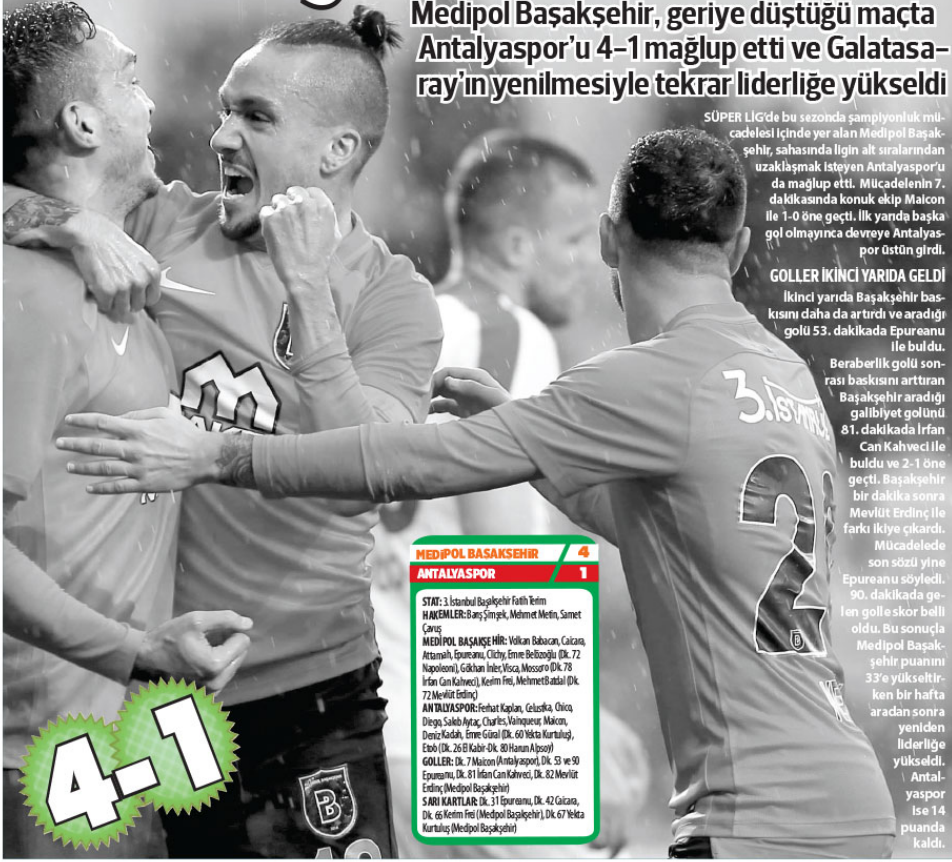 Medipol Başakşehir, geriye düştüğü maçta
Antalyaspor'u 4-1 mağlup etti ve Galatasa-
ray'ın yenilmesiyle tekrar liderliğe yükseldi
SÜPER LİG'de bu sezonda şampiyonluk mü-
cadelesi içinde yer alan Medipol Başak-
şehir, sahasında ligin alt sıralarından
uzaklaşmak isteyen Antalyaspor'u
da mağlup etti. Mücadelenin 7.
dakikasında konuk ekip Maicon
ile 1-0 öne geçti. İlk yarıda başka
gol olmayınca devreye Antalyas-
por üstün girdi.
GOLLER İKİNCİ YARIDA GELDİ
İkinci yarıda Başakşehir bas-
kısını daha da artırdı ve aradığı
golü 53. dakikada Epureanu
ile buldu.
Beraberlik golü son-
rası baskısını arttıran
Başakşehir aradığı
galibiyet golünü
81. dakikada İrfan
Can Kahveci ile
buldu ve 2-1 öne
geçti. Başakşehir
bir dakika sonra
Mevlüt Erdinç ile
farkı ikiye çıkardı.
Mücadelede
son sözü yine
Epureanu söyledi.
90. dakikada ge-
len golle skor belli
oldu. Bu sonuçla
Medipol Başak-
şehir puanını
33'e yükseltir-
ken bir hafta
aradan sonra
yeniden
liderliğe
yükseldi.
Antal-
yaspor
ise 14
puanda
kaldı.
MEDİPOL BASAKSEHİR 4
ANTALYASPOR 1
STAT: 3. İstanbul Başakşehir Fatih Terim
HAKEMLER: Barış Şimşek, Mehmet Metin, Samet
Çavuş
MEDİPOL BAŞAKŞEHİR: Volkan Babacan, Caicara,
Attamah, Epureanu, Clichy, Emre Belözoğlu (Dk. 72
Napoleoni), Gökhan İnler, Visca, Mossoro (Dk. 78
İrfan Can Kahveci), Kerim Frei, Mehmet Batdal (Dk.
72 Mevlüt Erdinç)
ANTALYASPOR: Ferhat Kaplan, Celustka, Chico,
Diego, Sakıb Aytaç, Charles, Vainqueur, Maicon,
Deniz Kadah, Emre Güral (Dk. 60 Yekta Kurtuluş),
Etoo (Dk. 26 El Kabir-Dk. 80 Harun Alpsoy)
GOLLER: Dk. 7 Maicon (Antalyaspor), Dk. 53 ve 90
Epureanu, Dk. 81 İrfan Can Kahveci, Dk. 82 Mevlüt
Erdinç (Medipol Başakşehir)
SARI KARTLAR: Dk. 31 Epureanu, Dk. 42 Caicara,
Dk. 66 Kerim Frei (Medipol Başakşehir), Dk. 67 Yekta
Kurtuluş (Medipol Başakşehir)
4-1